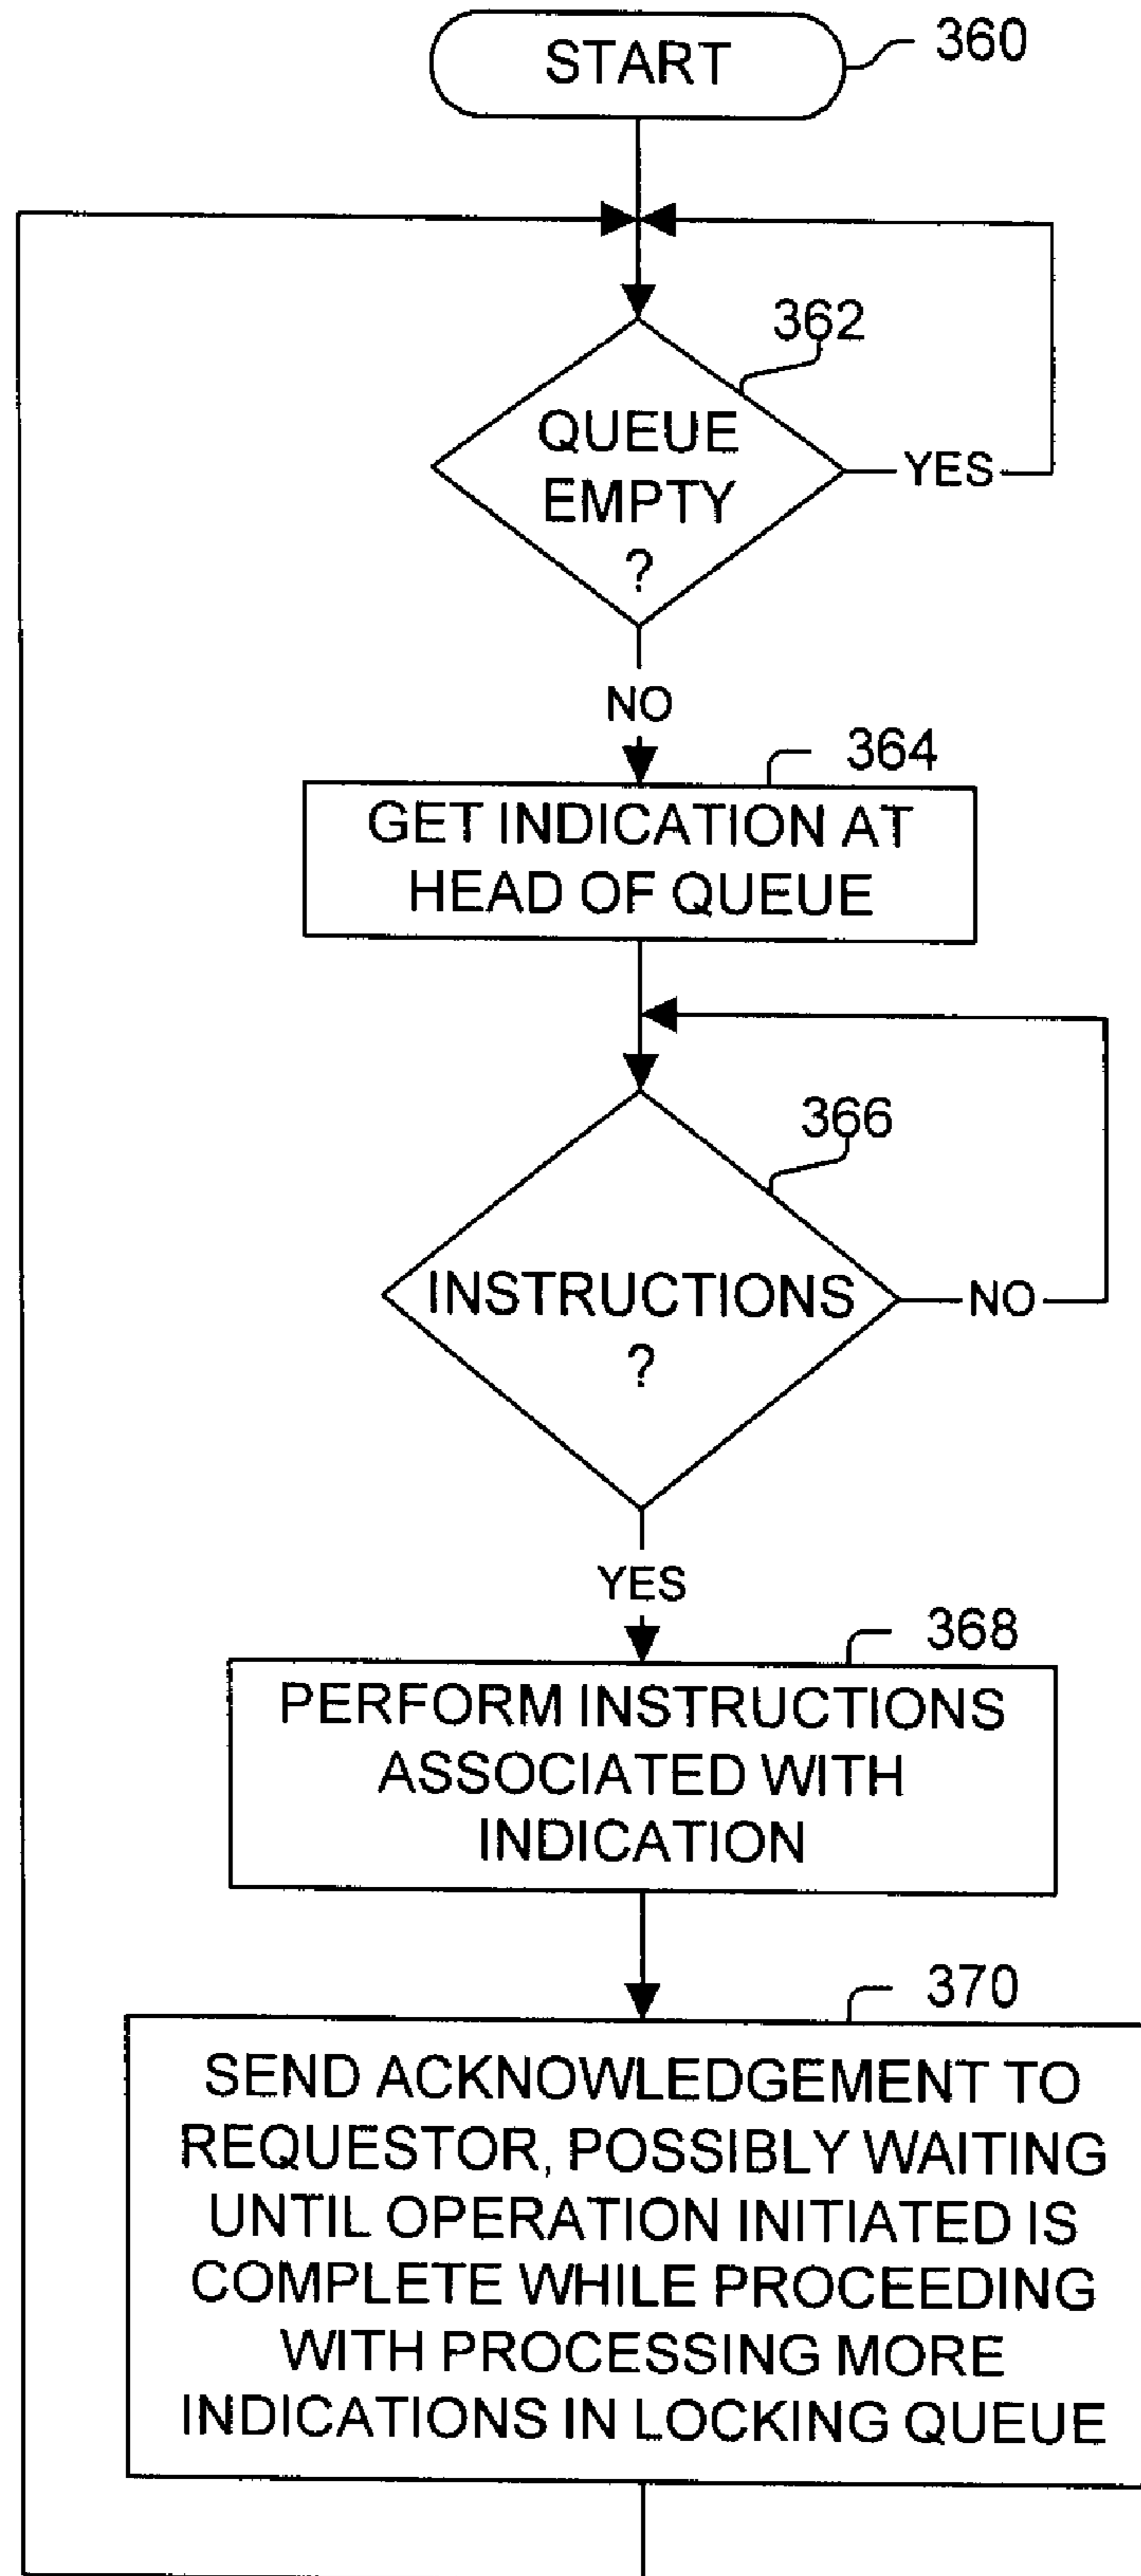 START
360
362
QUEUE
EMPTY
?
YES
NO
364
GET INDICATION AT
HEAD OF QUEUE
366
INSTRUCTIONS
?
NO
YES
368
PERFORM INSTRUCTIONS
ASSOCIATED WITH
INDICATION
370
SEND ACKNOWLEDGEMENT TO
REQUESTOR, POSSIBLY WAITING
UNTIL OPERATION INITIATED IS
COMPLETE WHILE PROCEEDING
WITH PROCESSING MORE
INDICATIONS IN LOCKING QUEUE